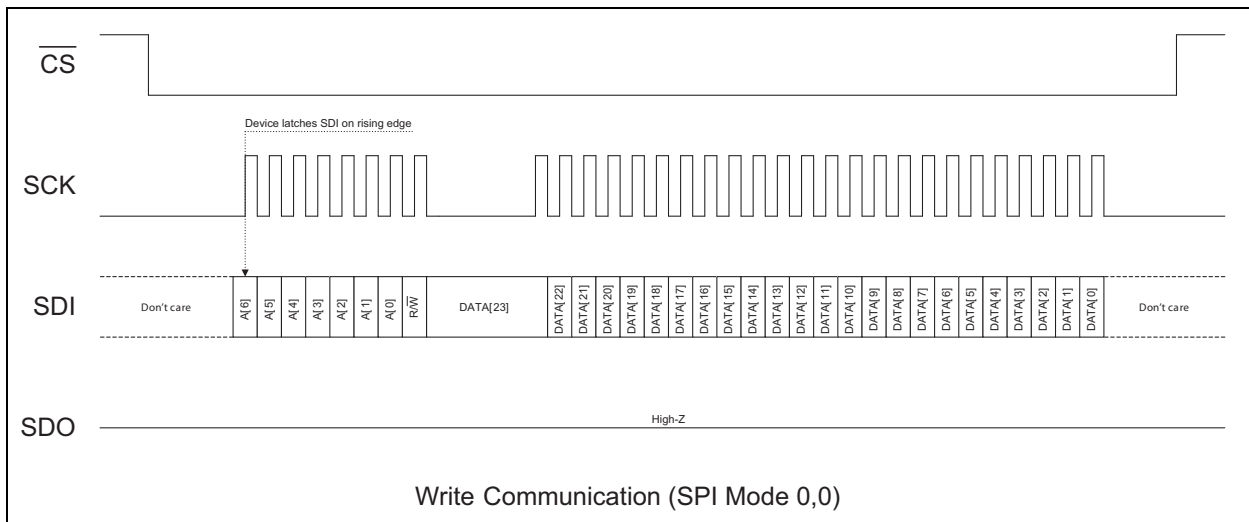 CS
Device latches SDI on rising edge
SCK
SDI
Don't care
A[6]
A[5]
A[4]
A[3]
A[2]
A[1]
A[0]
R/W
DATA[23]
DATA[22]
DATA[21]
DATA[20]
DATA[19]
DATA[18]
DATA[17]
DATA[16]
DATA[15]
DATA[14]
DATA[13]
DATA[12]
DATA[11]
DATA[10]
DATA[9]
DATA[8]
DATA[7]
DATA[6]
DATA[5]
DATA[4]
DATA[3]
DATA[2]
DATA[1]
DATA[0]
Don't care
SDO
High-Z
Write Communication (SPI Mode 0,0)